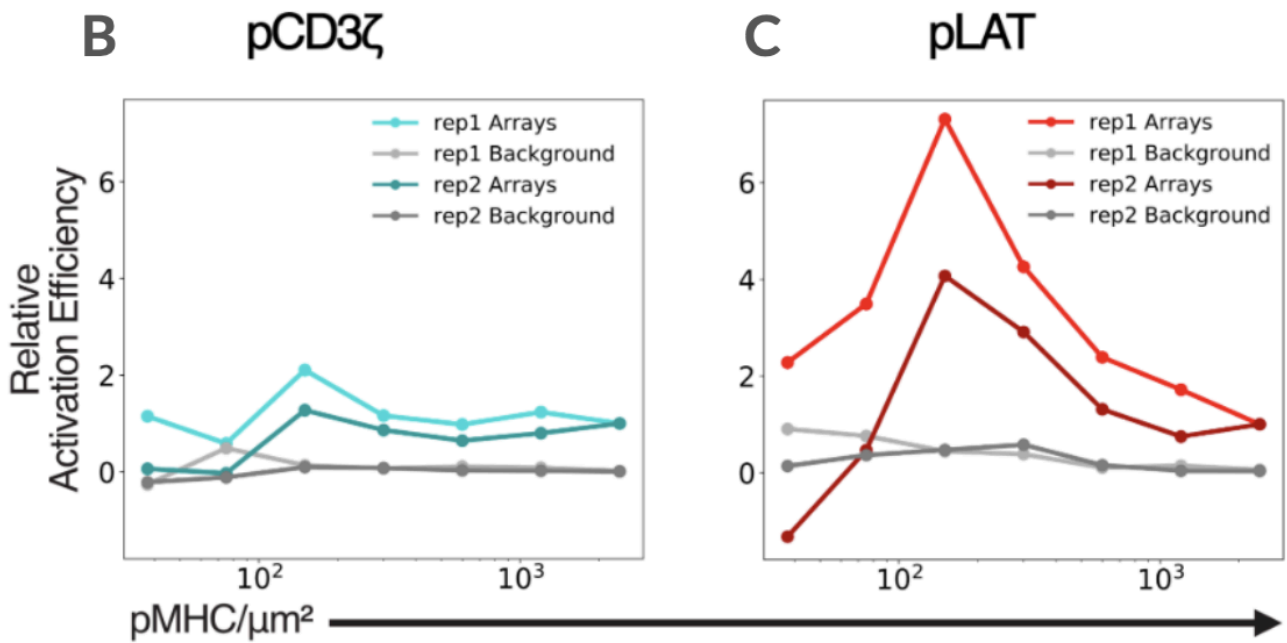 B pCD3ζ
rep1 Arrays
rep1 Background
rep2 Arrays
rep2 Background
Relative
Activation Efficiency
6
4
2
0
10²
10³
C pLAT
rep1 Arrays
rep1 Background
rep2 Arrays
rep2 Background
6
4
2
0
10²
10³
pMHC/μm²